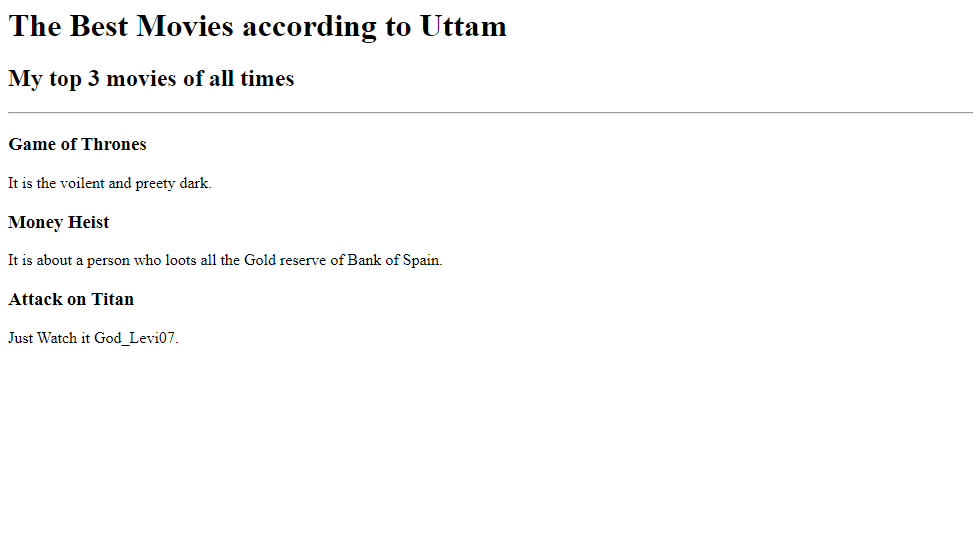 The Best Movies according to Uttam
My top 3 movies of all times
Game of Thrones
It is the voilent and preety dark.
Money Heist
It is about a person who loots all the Gold reserve of Bank of Spain.
Attack on Titan
Just Watch it God_Levi07.